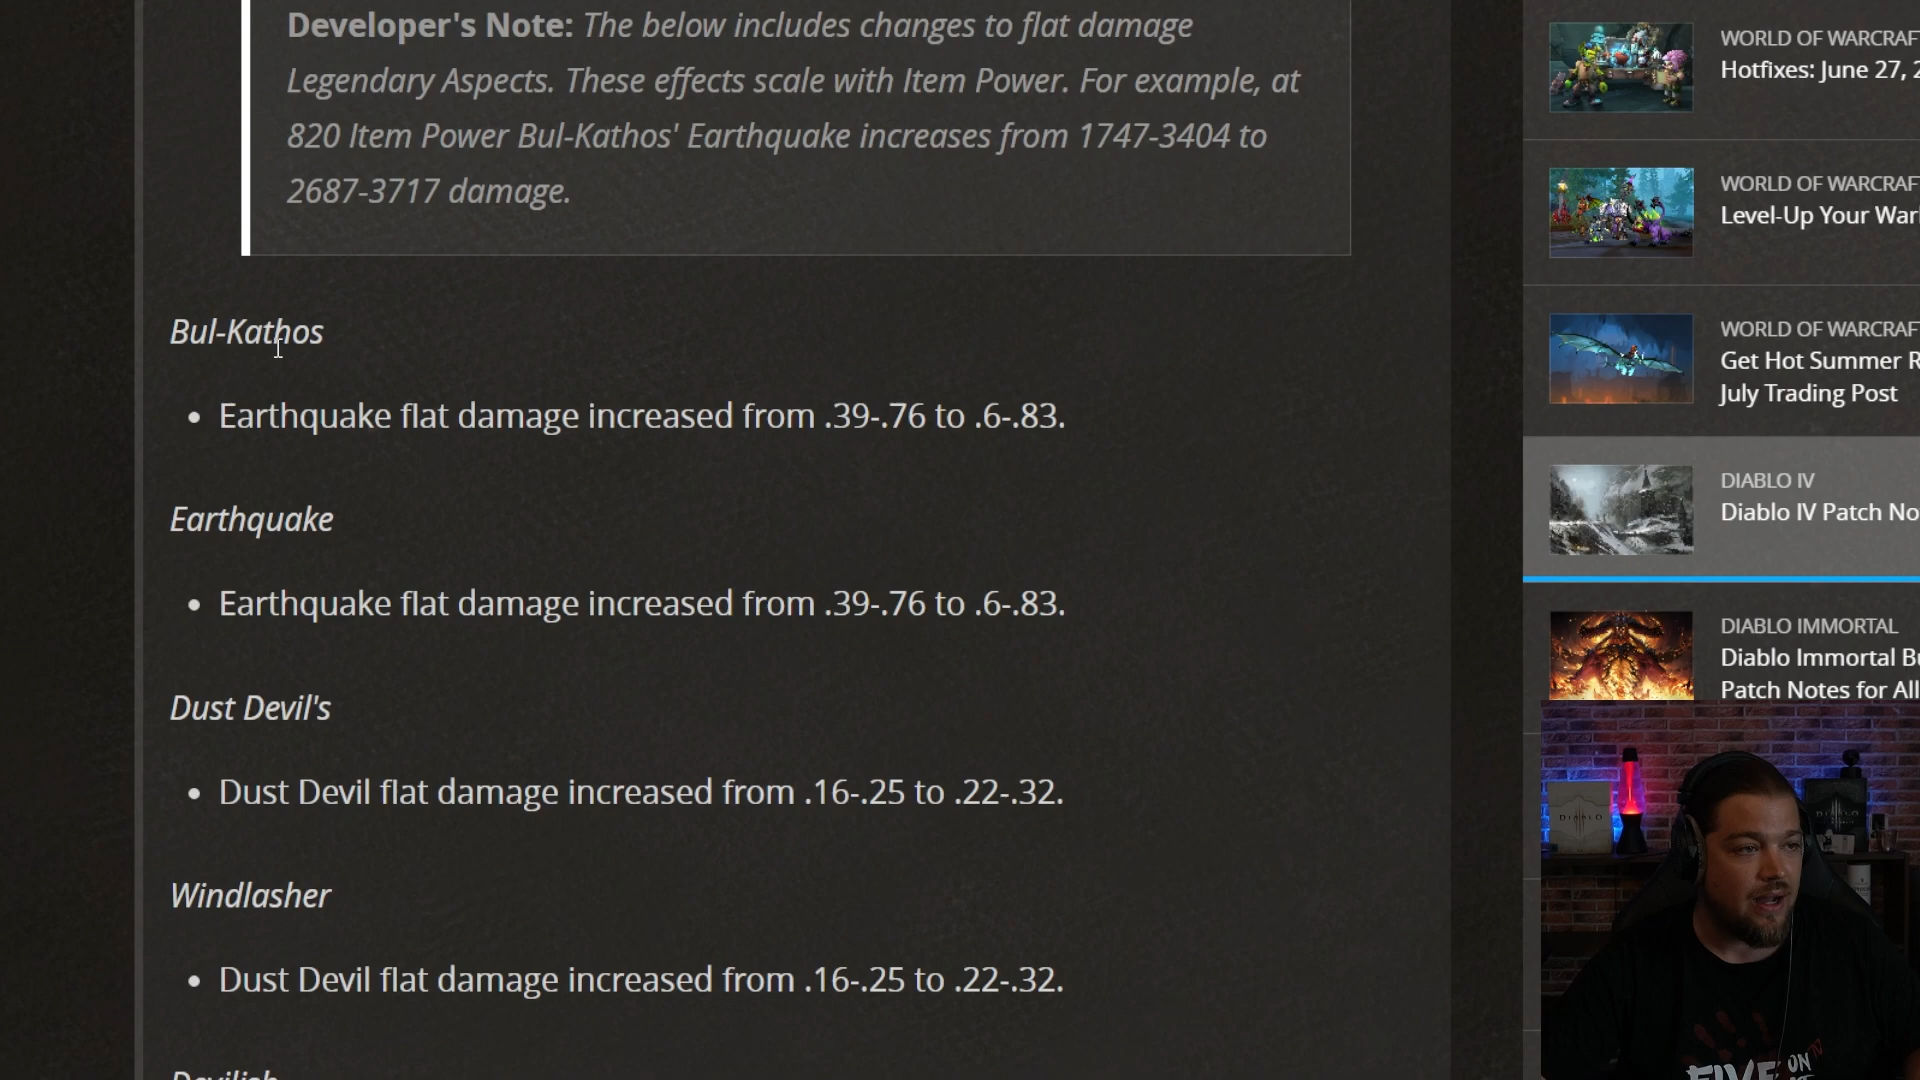 Developer's Note: The below includes changes to flat damage
Legendary Aspects. These effects scale with Item Power. For example, at
820 Item Power Bul-Kathos' Earthquake increases from 1747-3404 to
2687-3717 damage.
Bul-Kathos
• Earthquake flat damage increased from .39-.76 to .6-.83.
Earthquake
• Earthquake flat damage increased from .39-.76 to .6-.83.
Dust Devil's
• Dust Devil flat damage increased from .16-.25 to .22-.32.
Windlasher
• Dust Devil flat damage increased from .16-.25 to .22-.32.
WORLD OF WARCRAF
Hotfixes: June 27, 2
WORLD OF WARCRAF
Level-Up Your Warl
WORLD OF WARCRAF
Get Hot Summer R
July Trading Post
DIABLO IV
Diablo IV Patch No
DIABLO IMMORTAL
Diablo Immortal Bu
Patch Notes for All
DIABLO
FIVE ON